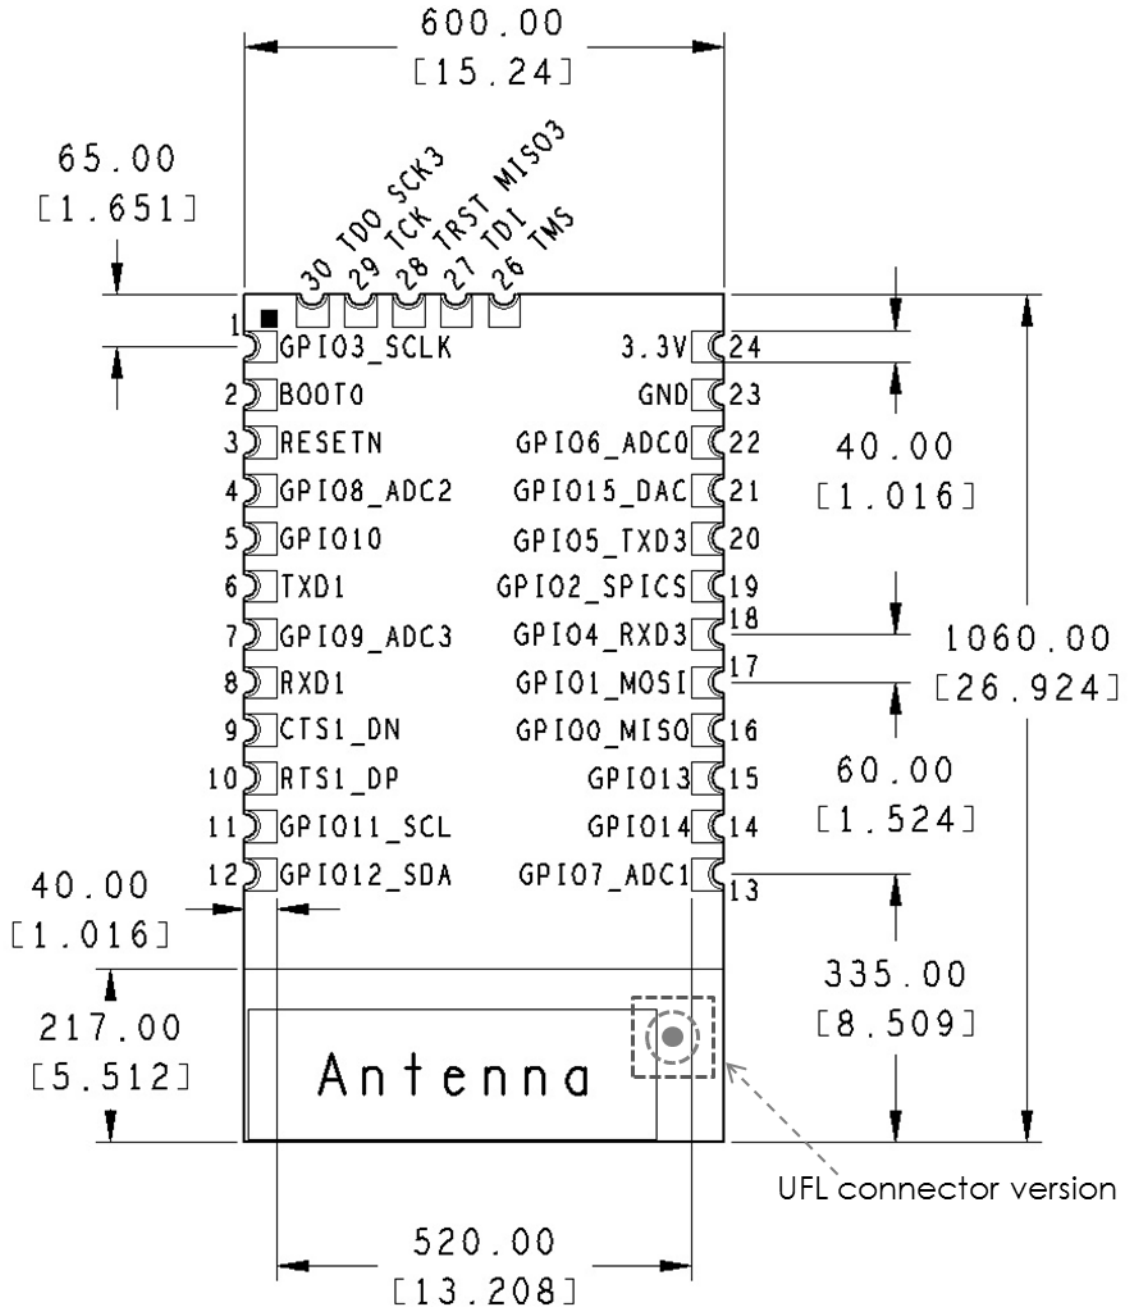 600.00
[15.24]
65.00
[1.651]
30 TDO SCK3
29 TCK
28 TRST MISO3
27 TDI
26 TMS
1 GPIO3_SCLK
3.3V 24
2 BOOT0
GND 23
3 RESETN
GPIO6_ADC0 22
40.00
[1.016]
4 GPIO8_ADC2
GPIO15_DAC 21
5 GPIO10
GPIO5_TXD3 20
6 TXD1
GPIO2_SPICS 19
7 GPIO9_ADC3
GPIO4_RXD3 18
1060.00
[26.924]
8 RXD1
GPIO1_MOSI 17
9 CTS1_DN
GPIO0_MISO 16
10 RTS1_DP
GPIO13 15
60.00
[1.524]
11 GPIO11_SCL
GPIO14 14
12 GPIO12_SDA
GPIO7_ADC1 13
40.00
[1.016]
335.00
[8.509]
217.00
[5.512]
Antenna
UFL connector version
520.00
[13.208]